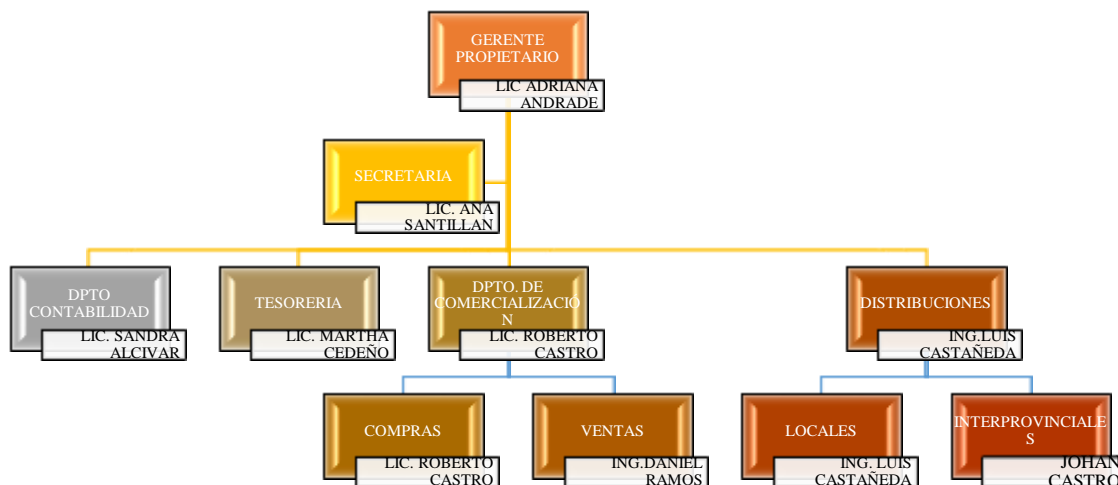 GERENTE
PROPIETARIO
LIC ADRIANA
ANDRADE
SECRETARIA
LIC. ANA
SANTILLAN
DPTO
CONTABILIDAD
LIC. SANDRA
ALCIVAR
TESORERIA
LIC. MARTHA
CEDEÑO
DPTO. DE
COMERCIALIZACIO
N
LIC. ROBERTO
CASTRO
DISTRIBUCIONES
ING.LUIS
CASTAÑEDA
COMPRAS
LIC. ROBERTO
CASTRO
VENTAS
ING.DANIEL
RAMOS
LOCALES
ING. LUIS
CASTAÑEDA
INTERPROVINCIALE
S
JOHAN
CASTRO